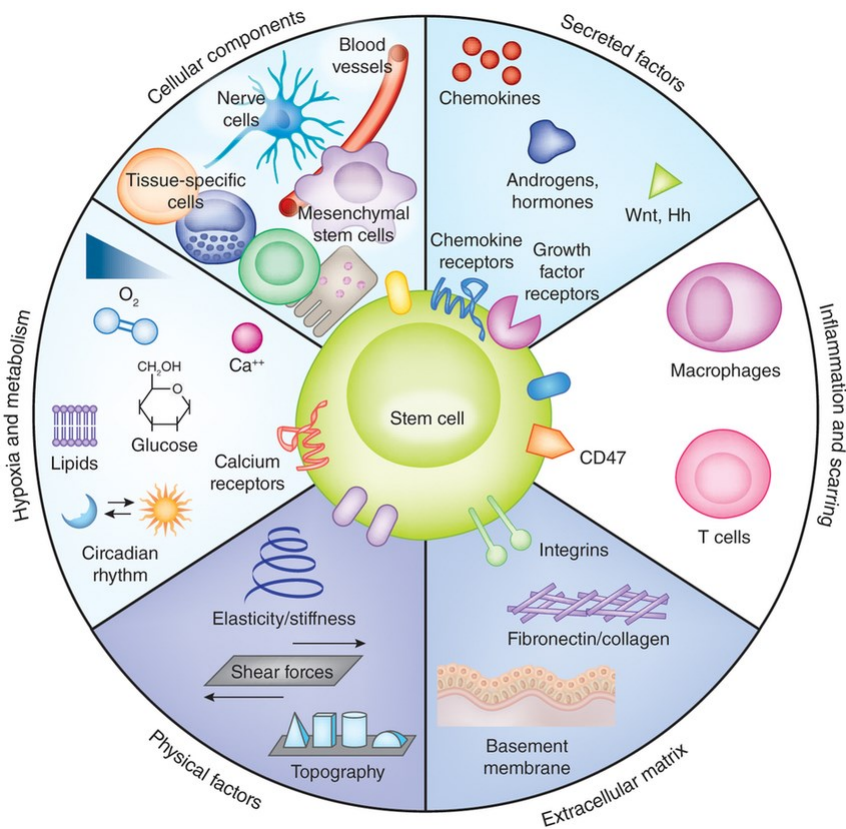 Cellular components
Blood
vessels
Nerve
cells
Tissue-specific
cells
Mesenchymal
stem cells
Secreted factors
Chemokines
Androgens,
hormones
Wnt, Hh
Chemokine
receptors
Growth
factor
receptors
Inflammation and scarring
Macrophages
CD47
T cells
Extracellular matrix
Integrins
Fibronectin/collagen
Basement
membrane
Physical factors
Elasticity/stiffness
Shear forces
Topography
Hypoxia and metabolism
O₂
Ca⁺⁺
CH₂OH
O
Glucose
Lipids
Calcium
receptors
Circadian
rhythm
Stem cell